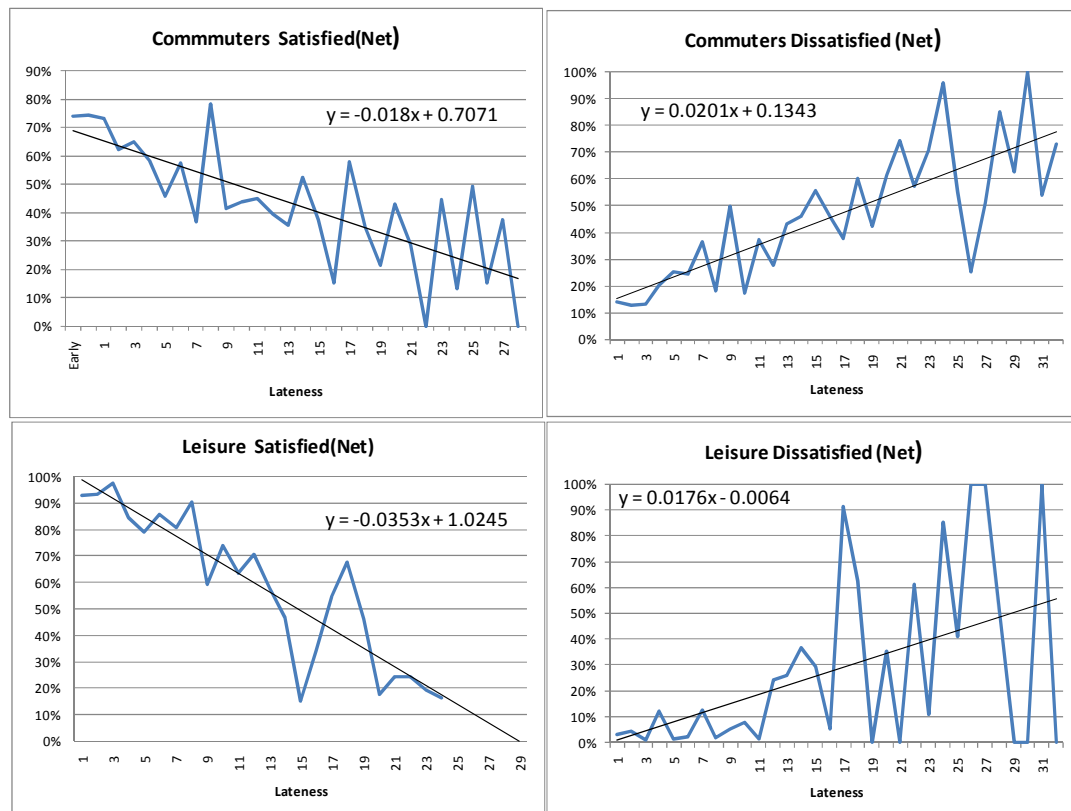 Commmuters Satisfied(Net)
90%
80%
70%
60%
50%
40%
30%
20%
10%
0%
y = -0.018x + 0.7071
Early 1 3 5 7 9 11 13 15 17 19 21 23 25 27
Lateness
Commuters Dissatisfied (Net)
100%
90%
80%
70%
60%
50%
40%
30%
20%
10%
0%
y = 0.0201x + 0.1343
1 3 5 7 9 11 13 15 17 19 21 23 25 27 29 31
Lateness
Leisure Satisfied(Net)
100%
90%
80%
70%
60%
50%
40%
30%
20%
10%
0%
y = -0.0353x + 1.0245
1 3 5 7 9 11 13 15 17 19 21 23 25 27 29
Lateness
Leisure Dissatisfied (Net)
100%
90%
80%
70%
60%
50%
40%
30%
20%
10%
0%
y = 0.0176x - 0.0064
1 3 5 7 9 11 13 15 17 19 21 23 25 27 29 31
Lateness